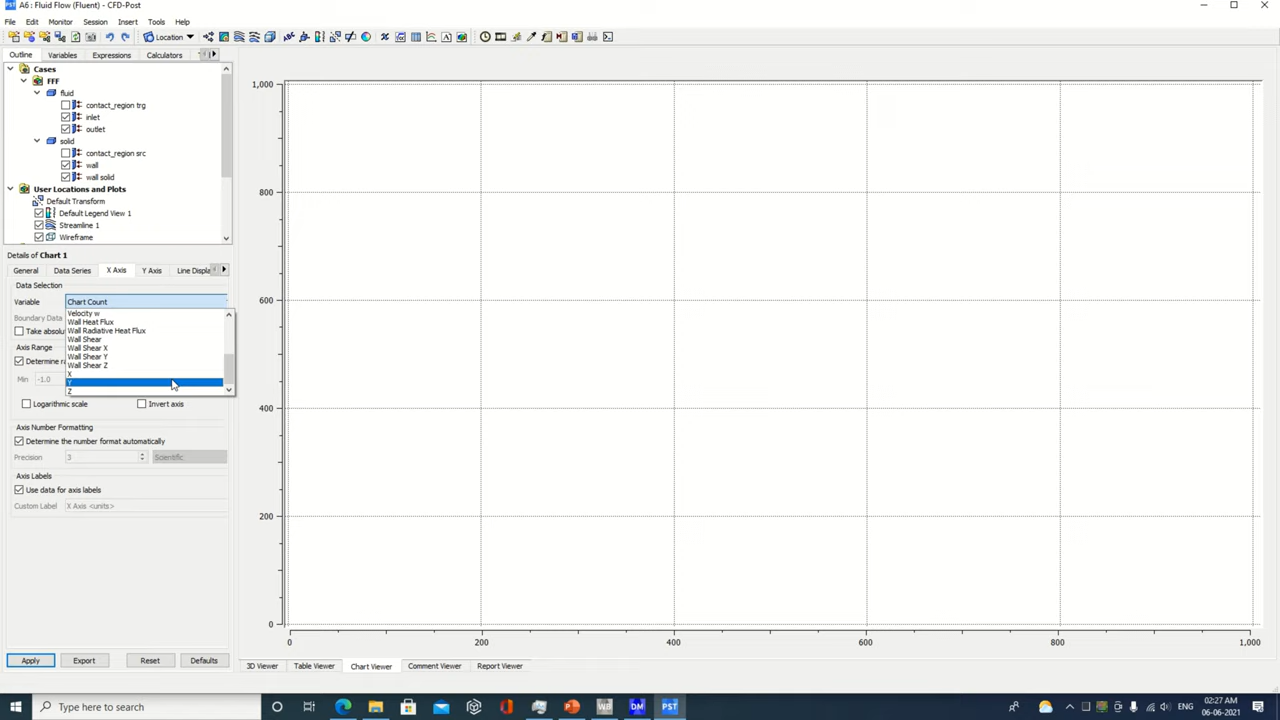 PST A6 : Fluid Flow (Fluent) - CFD-Post
File Edit Monitor Session Insert Tools Help
Location
Outline Variables Expressions Calculators
Cases
FFF
fluid
contact_region trg
inlet
outlet
solid
contact_region src
wall
wall solid
User Locations and Plots
Default Transform
Default Legend View 1
Streamline 1
Wireframe
Details of Chart 1
General Data Series X Axis Y Axis Line Displa
Data Selection
Variable Chart Count
Velocity w
Wall Heat Flux
Boundary Data
Wall Radiative Heat Flux
Take absolu
Wall Shear
Wall Shear X
Axis Range
Wall Shear Y
Determine ra
Wall Shear Z
X
Min -1.0
Y
Z
Logarithmic scale Invert axis
Axis Number Formatting
Determine the number format automatically
Precision 3 Scientific
Axis Labels
Use data for axis labels
Custom Label X Axis <units>
Apply Export Reset Defaults
1,000
800
600
400
200
0
0 200 400 600 800 1,000
3D Viewer Table Viewer Chart Viewer Comment Viewer Report Viewer
Type here to search
WB DM PST
ENG
02:27 AM
06-06-2021